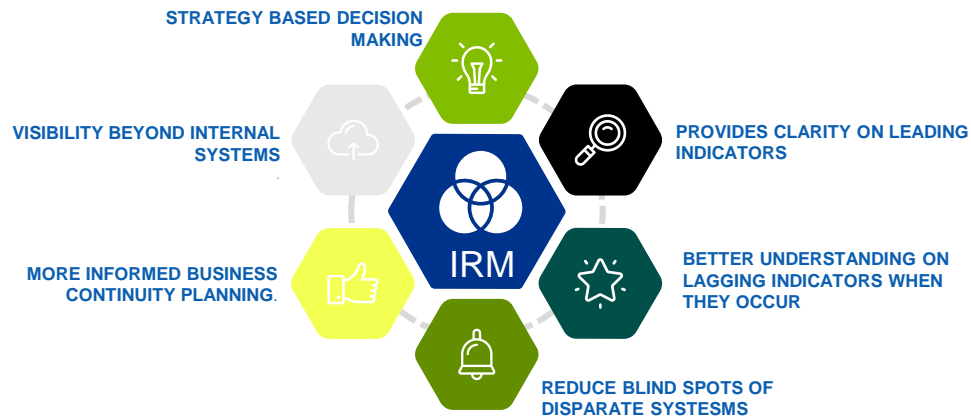 STRATEGY BASED DECISION
MAKING
PROVIDES CLARITY ON LEADING
INDICATORS
BETTER UNDERSTANDING ON
LAGGING INDICATORS WHEN
THEY OCCUR
REDUCE BLIND SPOTS OF
DISPARATE SYSTESMS
MORE INFORMED BUSINESS
CONTINUITY PLANNING.
VISIBILITY BEYOND INTERNAL
SYSTEMS
.
IRM